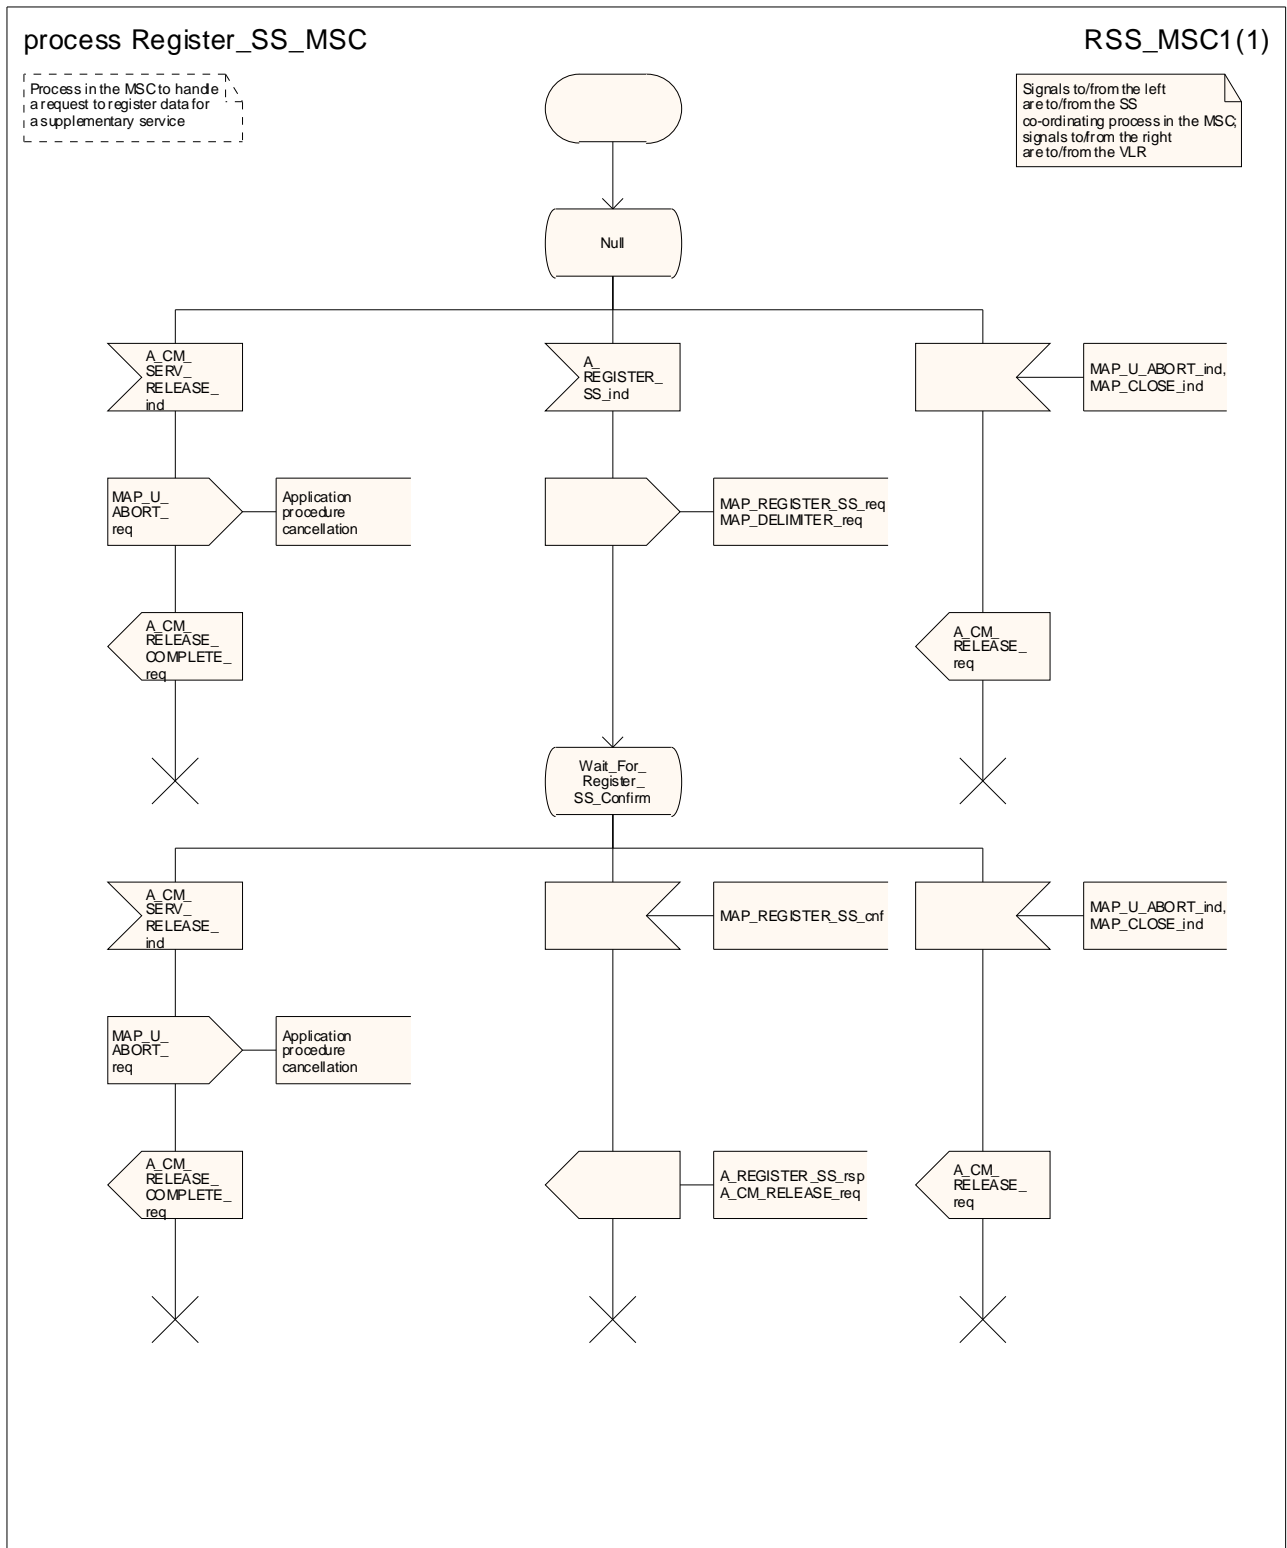 process Register_SS_MSC
RSS_MSC1(1)
Process in the MSC to handle
a request to register data for
a supplementary service
Signals to/from the left
are to/from the SS
co-ordinating process in the MSC;
signals to/from the right
are to/from the VLR
Null
A_CM_
SERV_
RELEASE_
ind
A_
REGISTER_
SS_ind
MAP_U_ABORT_ind,
MAP_CLOSE_ind
MAP_U_
ABORT_
req
Application
procedure
cancellation
MAP_REGISTER_SS_req
MAP_DELIMITER_req
A_CM_
RELEASE_
COMPLETE_
req
A_CM_
RELEASE_
req
Wait_For_
Register_
SS_Confirm
A_CM_
SERV_
RELEASE_
ind
MAP_REGISTER_SS_cnf
MAP_U_ABORT_ind,
MAP_CLOSE_ind
MAP_U_
ABORT_
req
Application
procedure
cancellation
A_CM_
RELEASE_
COMPLETE_
req
A_REGISTER_SS_rsp
A_CM_RELEASE_req
A_CM_
RELEASE_
req